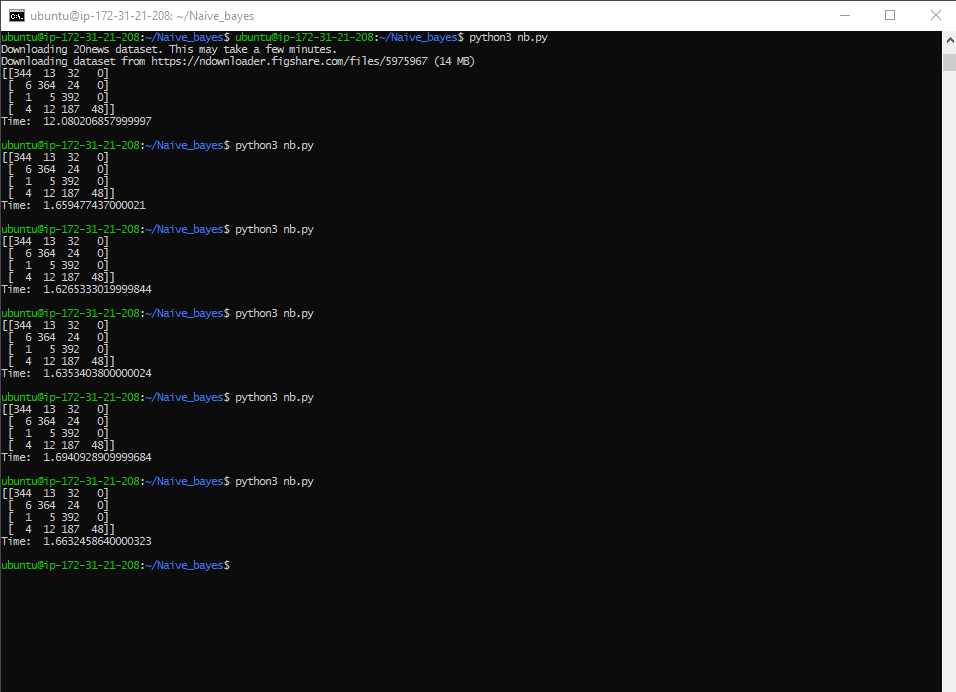 ubuntu@ip-172-31-21-208: ~/Naive_bayes
ubuntu@ip-172-31-21-208:~/Naive_bayes$ ubuntu@ip-172-31-21-208:~/Naive_bayes$ python3 nb.py
Downloading 20news dataset. This may take a few minutes.
Downloading dataset from https://ndownloader.figshare.com/files/5975967 (14 MB)
[[344  13  32   0]
 [  6 364  24   0]
 [  1   5 392   0]
 [  4  12 187  48]]
Time:  12.080206857999997
ubuntu@ip-172-31-21-208:~/Naive_bayes$ python3 nb.py
[[344  13  32   0]
 [  6 364  24   0]
 [  1   5 392   0]
 [  4  12 187  48]]
Time:  1.659477437000021
ubuntu@ip-172-31-21-208:~/Naive_bayes$ python3 nb.py
[[344  13  32   0]
 [  6 364  24   0]
 [  1   5 392   0]
 [  4  12 187  48]]
Time:  1.6265333019999844
ubuntu@ip-172-31-21-208:~/Naive_bayes$ python3 nb.py
[[344  13  32   0]
 [  6 364  24   0]
 [  1   5 392   0]
 [  4  12 187  48]]
Time:  1.6353403800000024
ubuntu@ip-172-31-21-208:~/Naive_bayes$ python3 nb.py
[[344  13  32   0]
 [  6 364  24   0]
 [  1   5 392   0]
 [  4  12 187  48]]
Time:  1.6940928909999684
ubuntu@ip-172-31-21-208:~/Naive_bayes$ python3 nb.py
[[344  13  32   0]
 [  6 364  24   0]
 [  1   5 392   0]
 [  4  12 187  48]]
Time:  1.6632458640000323
ubuntu@ip-172-31-21-208:~/Naive_bayes$